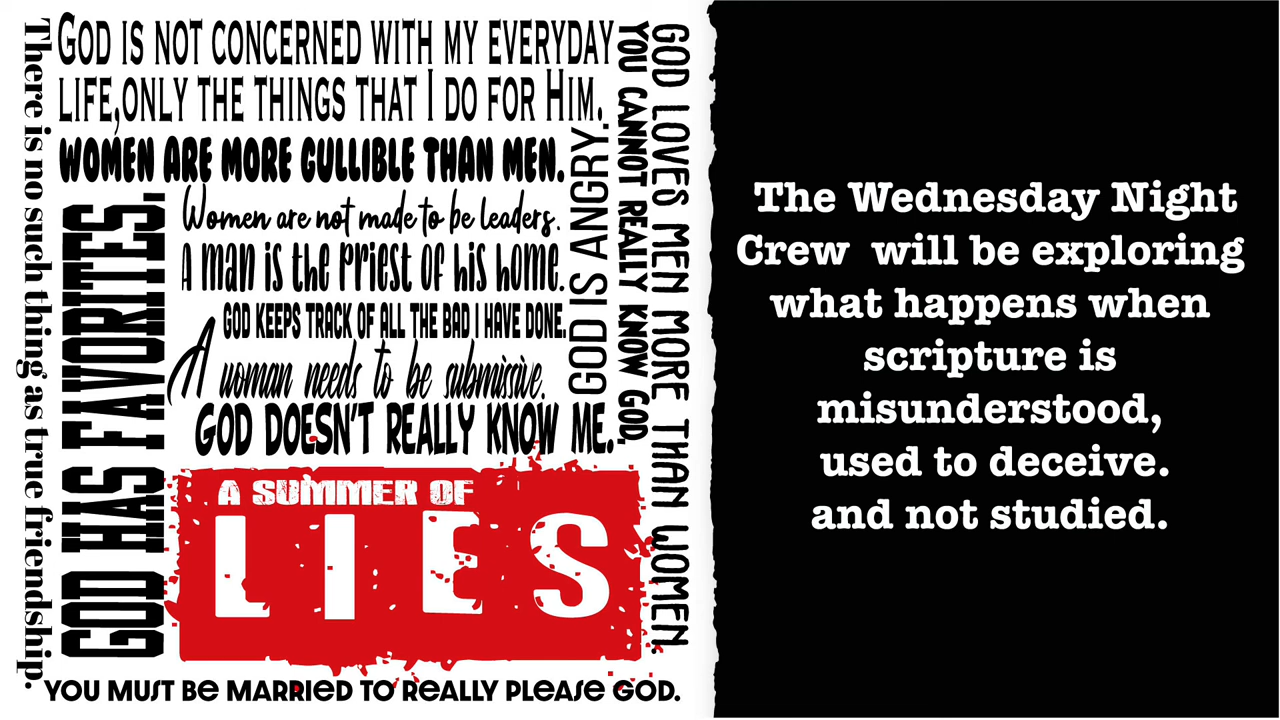 There is no such thing as true friendship.
GOD IS NOT CONCERNED WITH MY EVERYDAY
LIFE,ONLY THE THINGS THAT I DO FOR HIM.
WOMEN ARE MORE GULLIBLE THAN MEN.
GOD HAS FAVORITES.
Women are not made to be leaders.
A man is the priest of his home.
GOD KEEPS TRACK OF ALL THE BAD I HAVE DONE.
A woman needs to be submissive.
GOD DOESN'T REALLY KNOW ME.
GOD IS ANGRY.
YOU CANNOT REALLY KNOW GOD.
GOD LOVES MEN MORE THAN WOMEN.
A SUMMER OF
LIES
YOU MUST BE MARRIED TO REALLY PLEASE GOD.
The Wednesday Night
Crew will be exploring
what happens when
scripture is
misunderstood,
used to deceive.
and not studied.